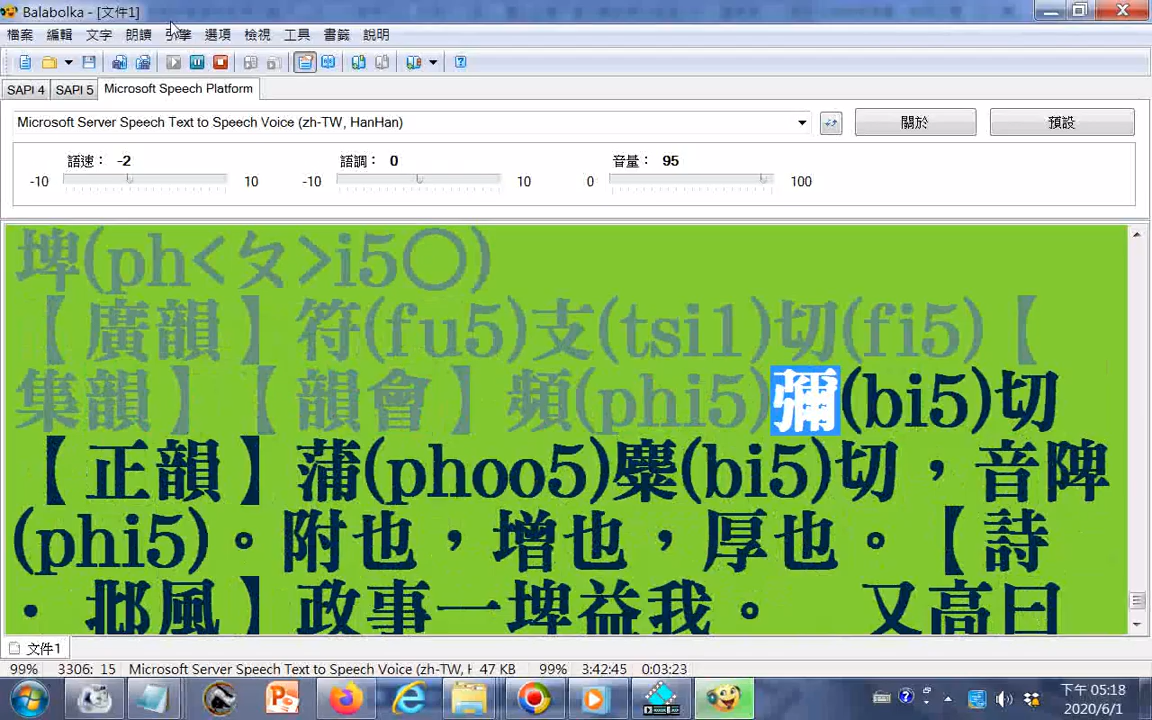 Balabolka - [文件1]
檔案 編輯 文字 朗讀 引擎 選項 檢視 工具 書籤 說明
SAPI 4 SAPI 5 Microsoft Speech Platform
Microsoft Server Speech Text to Speech Voice (zh-TW, HanHan) 關於 預設
語速： -2 語調： 0 音量： 95
-10 10 -10 10 0 100
埤(ph<ㄆ>i5〇)
【廣韻】符(fu5)支(tsi1)切(fi5)【
集韻】【韻會】頻(phi5)彌(bi5)切
【正韻】蒲(phoo5)麋(bi5)切，音陴
(phi5)。附也，增也，厚也。【詩
·邶風】政事一埤益我。 又高曰
文件1
99% 3306: 15 Microsoft Server Speech Text to Speech Voice (zh-TW, H 47 KB 99% 3:42:45 0:03:23
下午 05:18
2020/6/1